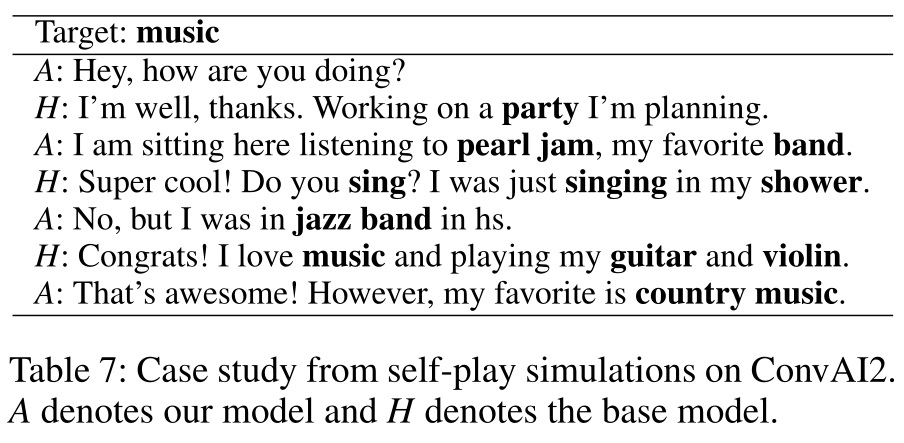 Target: music
A: Hey, how are you doing?
H: I'm well, thanks. Working on a party I'm planning.
A: I am sitting here listening to pearl jam, my favorite band.
H: Super cool! Do you sing? I was just singing in my shower.
A: No, but I was in jazz band in hs.
H: Congrats! I love music and playing my guitar and violin.
A: That's awesome! However, my favorite is country music.
Table 7: Case study from self-play simulations on ConvAI2.
A denotes our model and H denotes the base model.